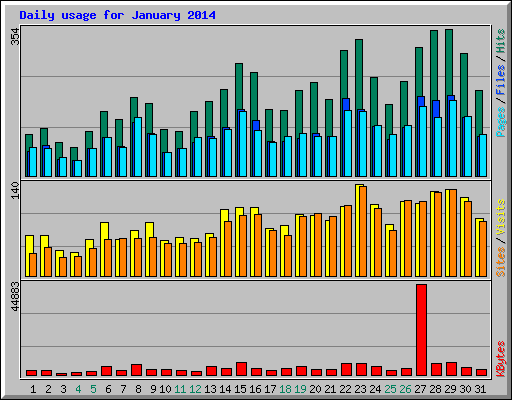 Daily usage for January 2014
354
Pages / Files / Hits
140
Sites / Visits
44883
KBytes
1 2 3 4 5 6 7 8 9 10 11 12 13 14 15 16 17 18 19 20 21 22 23 24 25 26 27 28 29 30 31